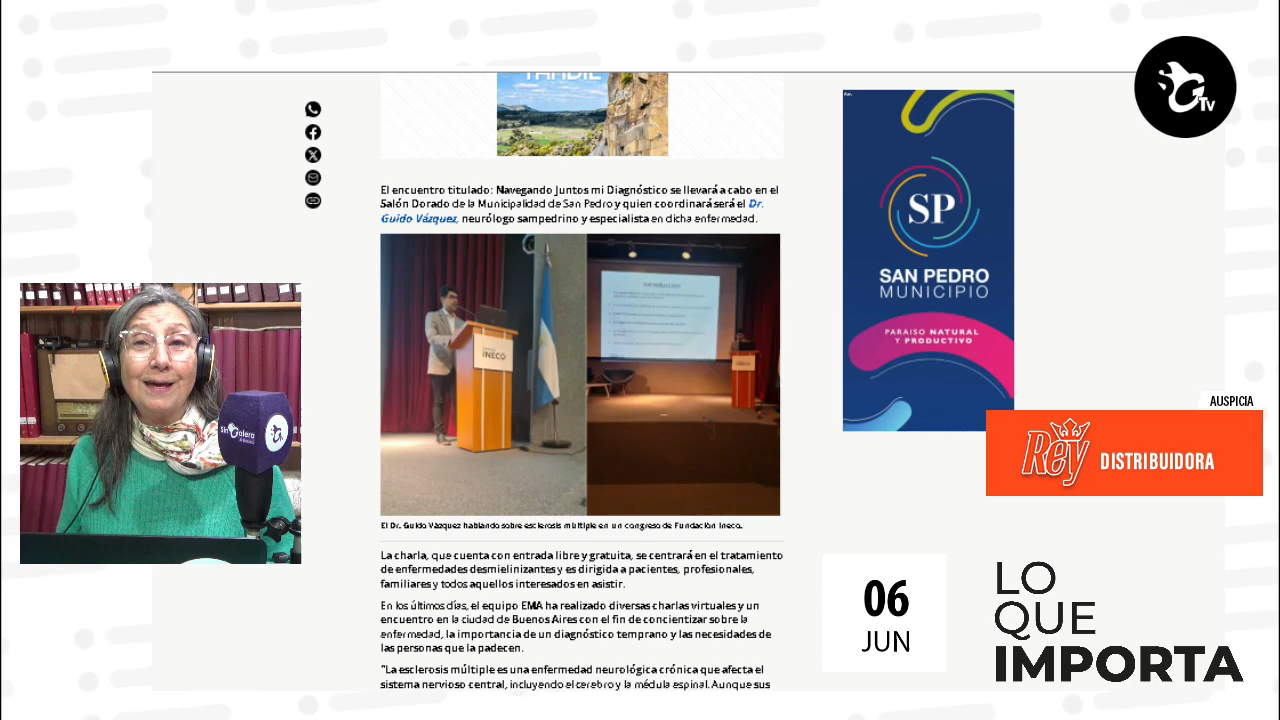 TANDIL
El encuentro titulado: Navegando Juntos mi Diagnóstico se llevará a cabo en el
Salón Dorado de la Municipalidad de San Pedro y quien coordinará será el Dr.
Guido Vázquez, neurólogo sampedrino y especialista en dicha enfermedad.
Introducción
INECO
INECO
El Dr. Guido Vázquez hablando sobre esclerosis múltiple en un congreso de Fundación Ineco.
La charla, que cuenta con entrada libre y gratuita, se centrará en el tratamiento
de enfermedades desmielinizantes y es dirigida a pacientes, profesionales,
familiares y todos aquellos interesados en asistir.
En los últimos días, el equipo EMA ha realizado diversas charlas virtuales y un
encuentro en la ciudad de Buenos Aires con el fin de concientizar sobre la
enfermedad, la importancia de un diagnóstico temprano y las necesidades de
las personas que la padecen.
"La esclerosis múltiple es una enfermedad neurológica crónica que afecta el
sistema nervioso central, incluyendo el cerebro y la médula espinal. Aunque sus
SP
SAN PEDRO
MUNICIPIO
PARAISO NATURAL
Y PRODUCTIVO
G Tv
Sin Galera
AUSPICIA
Rey DISTRIBUIDORA
06
JUN
LO
QUE
IMPORTA